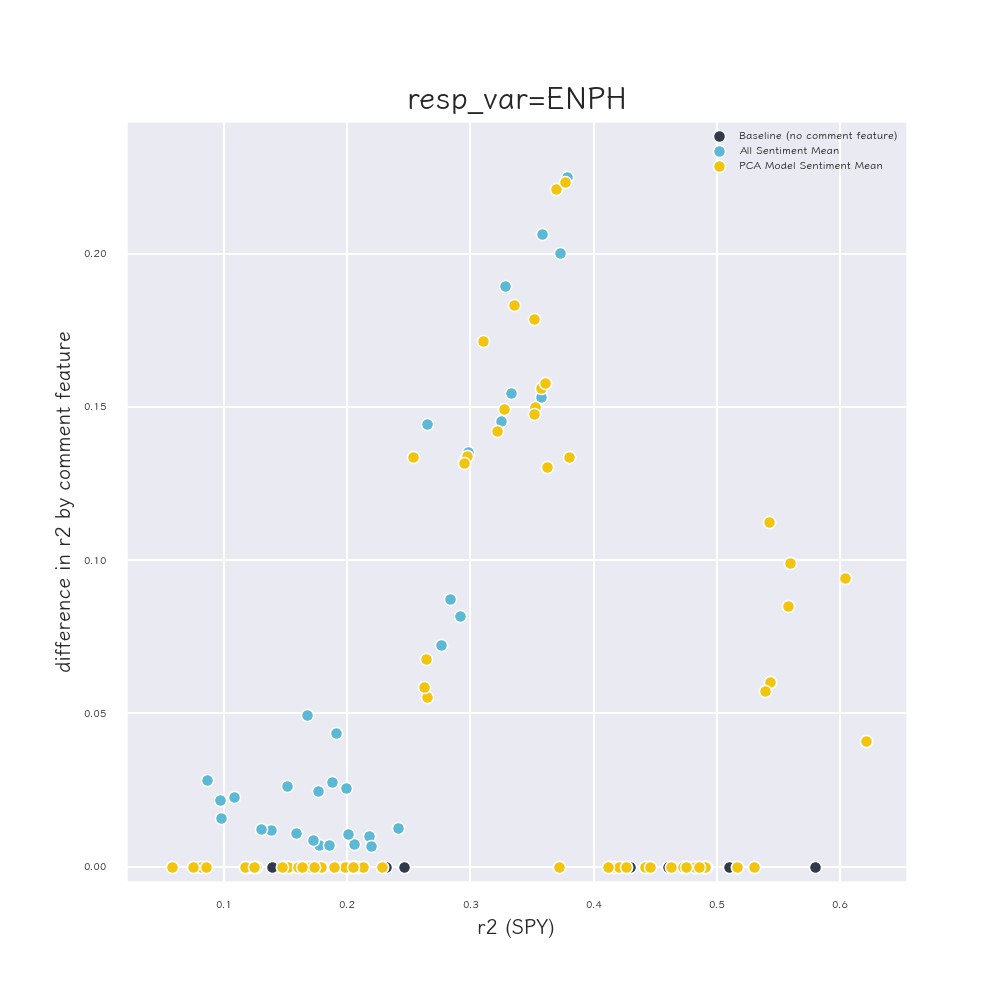 resp_var=ENPH
Baseline (no comment feature)
All Sentiment Mean
PCA Model Sentiment Mean
difference in r2 by comment feature
0.20
0.15
0.10
0.05
0.00
0.1 0.2 0.3 0.4 0.5 0.6
r2 (SPY)